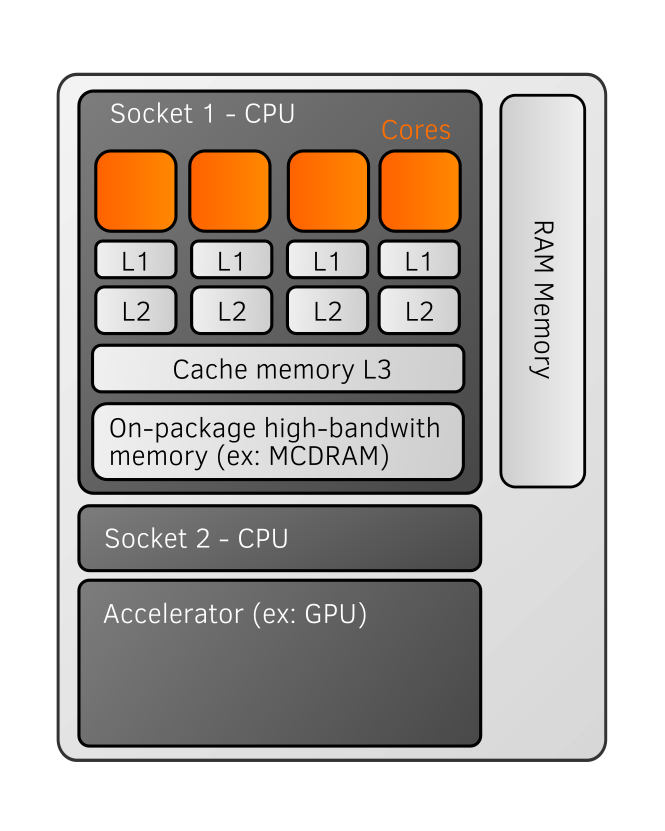 Socket 1 - CPU
Cores
L1
L1
L1
L1
L2
L2
L2
L2
Cache memory L3
On-package high-bandwith
memory (ex: MCDRAM)
RAM Memory
Socket 2 - CPU
Accelerator (ex: GPU)